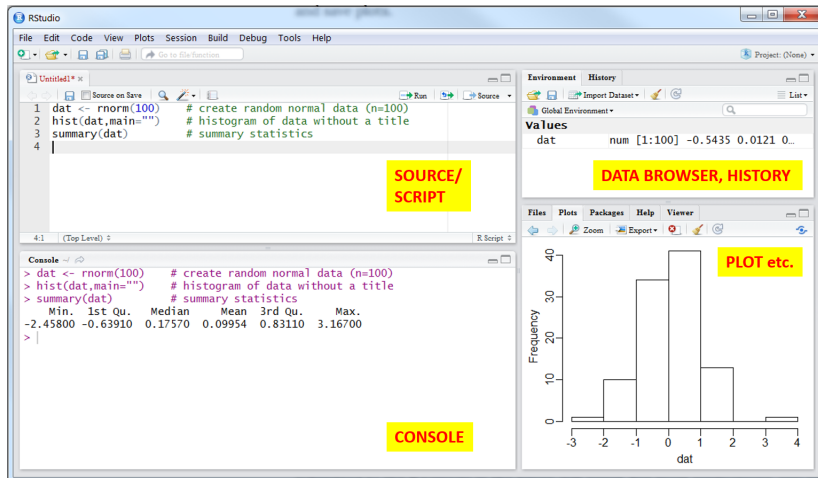 and save plots.
RStudio
File Edit Code View Plots Session Build Debug Tools Help
Go to file/function
Project: (None)
Untitled1*
Source on Save
Run
Source
1 dat <- rnorm(100) # create random normal data (n=100)
2 hist(dat,main="") # histogram of data without a title
3 summary(dat) # summary statistics
4
SOURCE/
SCRIPT
4:1 (Top Level) R Script
Console ~/
> dat <- rnorm(100) # create random normal data (n=100)
> hist(dat,main="") # histogram of data without a title
> summary(dat) # summary statistics
Min. 1st Qu. Median Mean 3rd Qu. Max.
-2.45800 -0.63910 0.17570 0.09954 0.83110 3.16700
>
CONSOLE
Environment History
Import Dataset List
Global Environment
Values
dat num [1:100] -0.5435 0.0121 0...
DATA BROWSER, HISTORY
Files Plots Packages Help Viewer
Zoom Export
PLOT etc.
Frequency
40
30
20
10
0
-3 -2 -1 0 1 2 3 4
dat